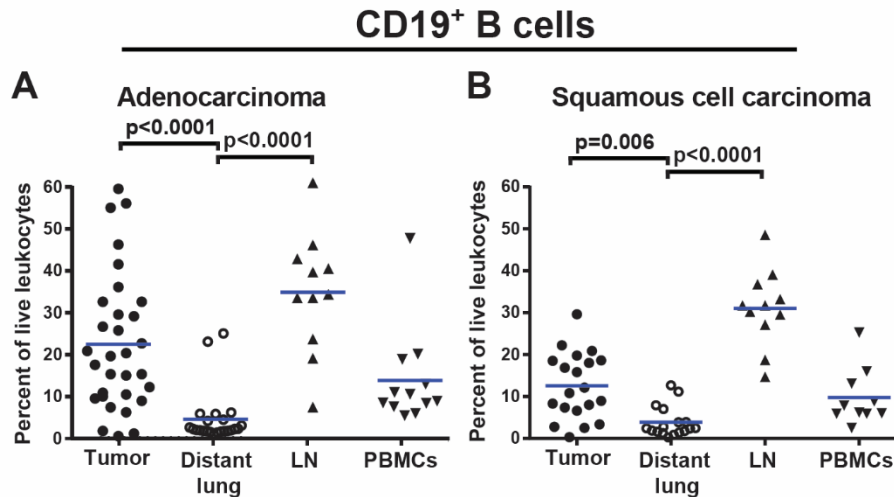 CD19⁺ B cells
A
Adenocarcinoma
p<0.0001
p<0.0001
Percent of live leukocytes
60
50
40
30
20
10
0
Tumor
Distant
lung
LN
PBMCs
B
Squamous cell carcinoma
p=0.006
p<0.0001
Percent of live leukocytes
60
50
40
30
20
10
0
Tumor
Distant
lung
LN
PBMCs